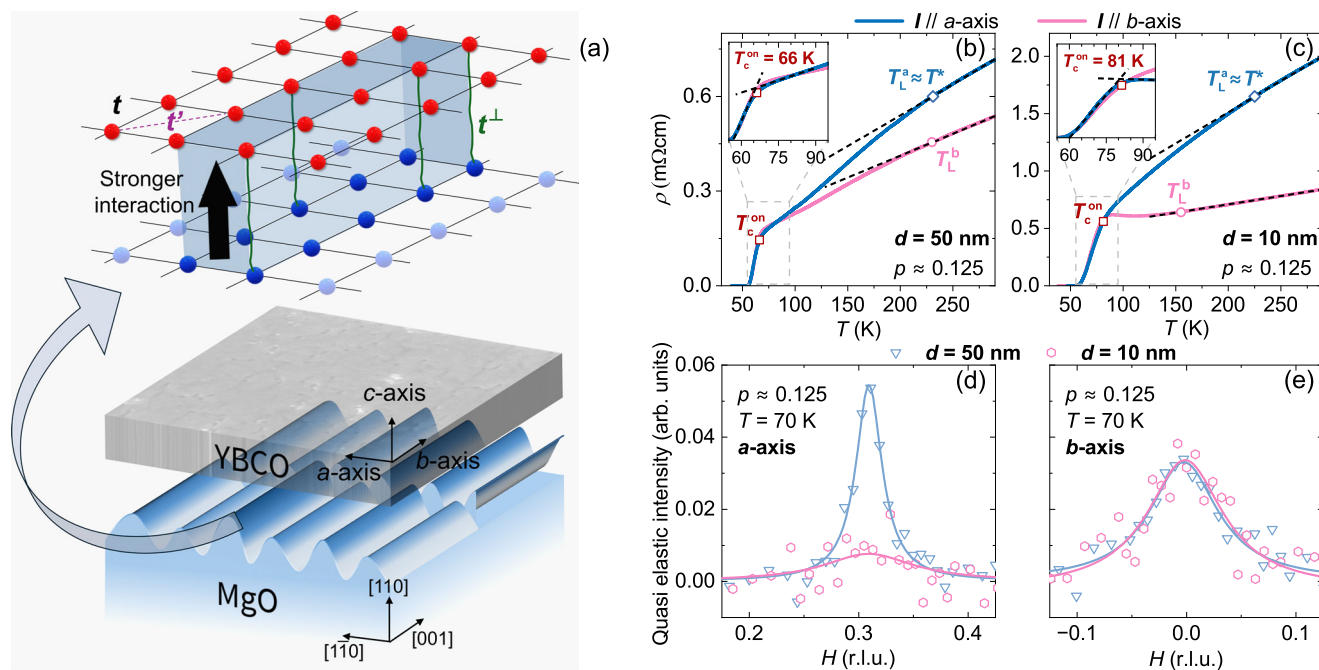 (a)
t
t'
t⊥
Stronger
interaction
c-axis
YBCO
a-axis
b-axis
MgO
[110]
[11̅0]
[001]
I // a-axis
I // b-axis
(b)
T_c^on = 66 K
60 75 90
T_L^a ≈ T*
T_L^b
T_c^on
d = 50 nm
p ≈ 0.125
0.6
0.3
0.0
ρ (mΩcm)
50 100 150 200 250
T (K)
(c)
T_c^on = 81 K
60 75 90
T_L^a ≈ T*
T_L^b
T_c^on
d = 10 nm
p ≈ 0.125
2.0
1.5
1.0
0.5
0.0
50 100 150 200 250
T (K)
d = 50 nm
d = 10 nm
(d)
p ≈ 0.125
T = 70 K
a-axis
0.06
0.04
0.02
0.00
Quasi elastic intensity (arb. units)
0.2 0.3 0.4
H (r.l.u.)
(e)
p ≈ 0.125
T = 70 K
b-axis
−0.1 0.0 0.1
H (r.l.u.)